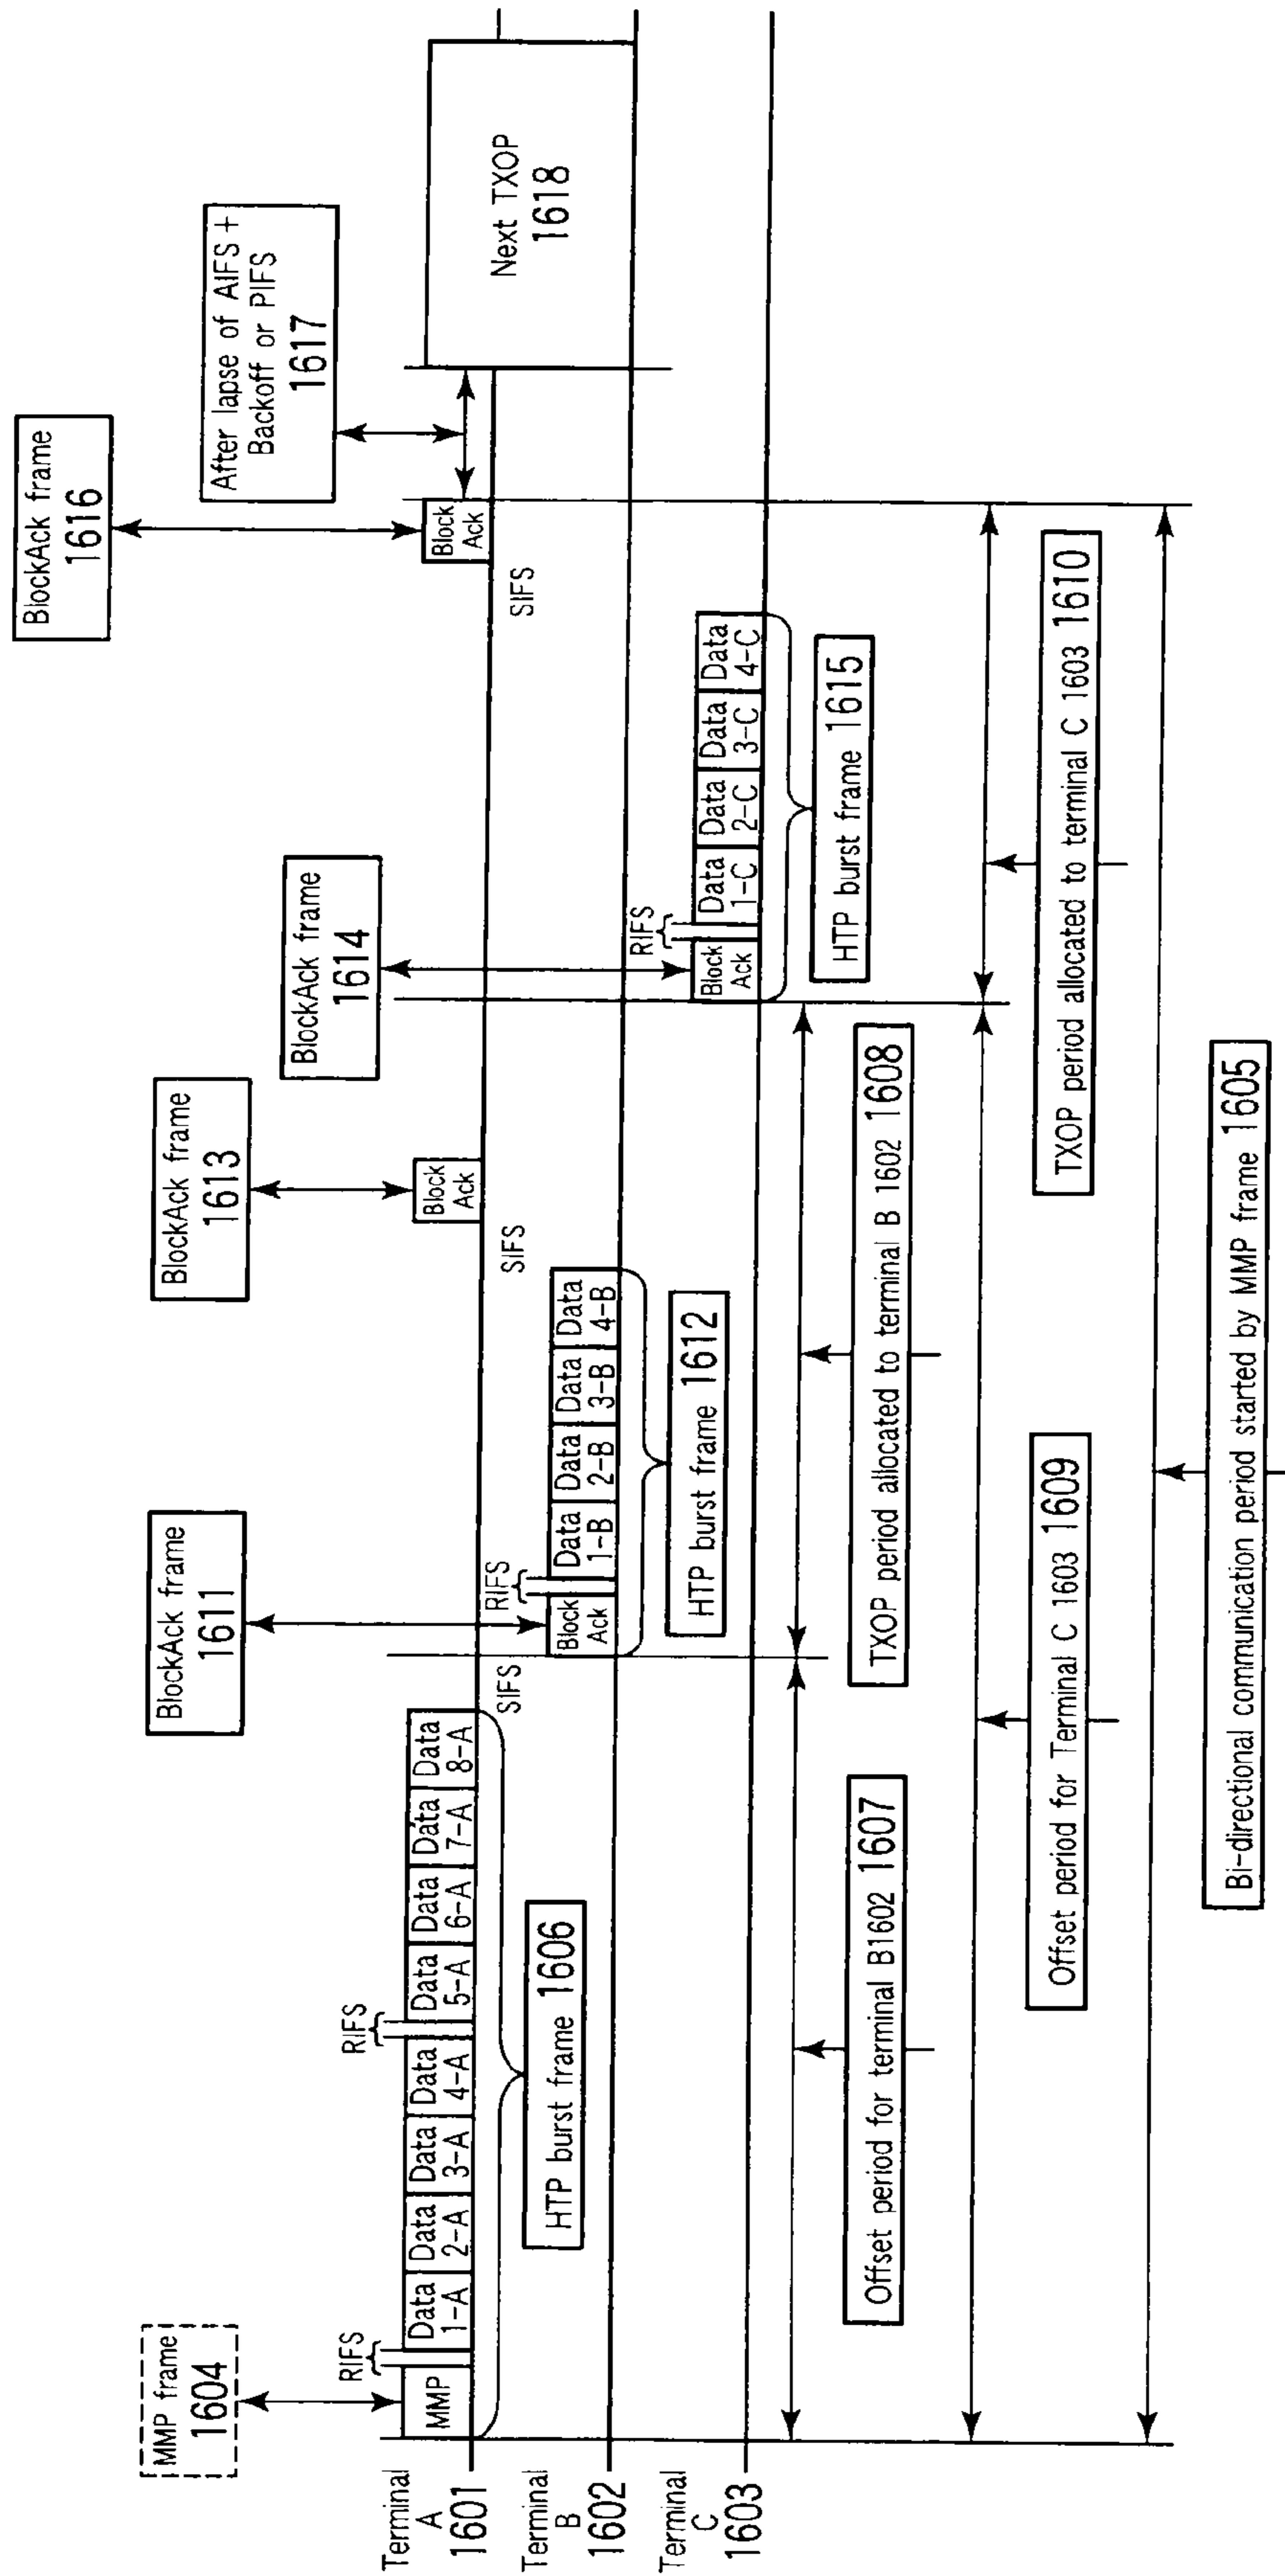 MMP frame
1604
BlockAck frame
1611
BlockAck frame
1613
BlockAck frame
1614
BlockAck frame
1616
After lapse of AIFS +
Backoff or PIFS
1617
Terminal
A
1601
MMP
RIFS
Data
1-A
Data
2-A
Data
3-A
Data
4-A
RIFS
Data
5-A
Data
6-A
Data
7-A
Data
8-A
SIFS
Block
Ack
Block
Ack
Next TXOP
1618
HTP burst frame 1606
Terminal
B
1602
Block
Ack
RIFS
Data
1-B
Data
2-B
Data
3-B
Data
4-B
SIFS
HTP burst frame 1612
Terminal
C
1603
Block
Ack
RIFS
Data
1-C
Data
2-C
Data
3-C
Data
4-C
SIFS
HTP burst frame 1615
Offset period for terminal B1602 1607
TXOP period allocated to terminal B 1602 1608
Offset period for Terminal C 1603 1609
TXOP period allocated to terminal C 1603 1610
Bi-directional communication period started by MMP frame 1605